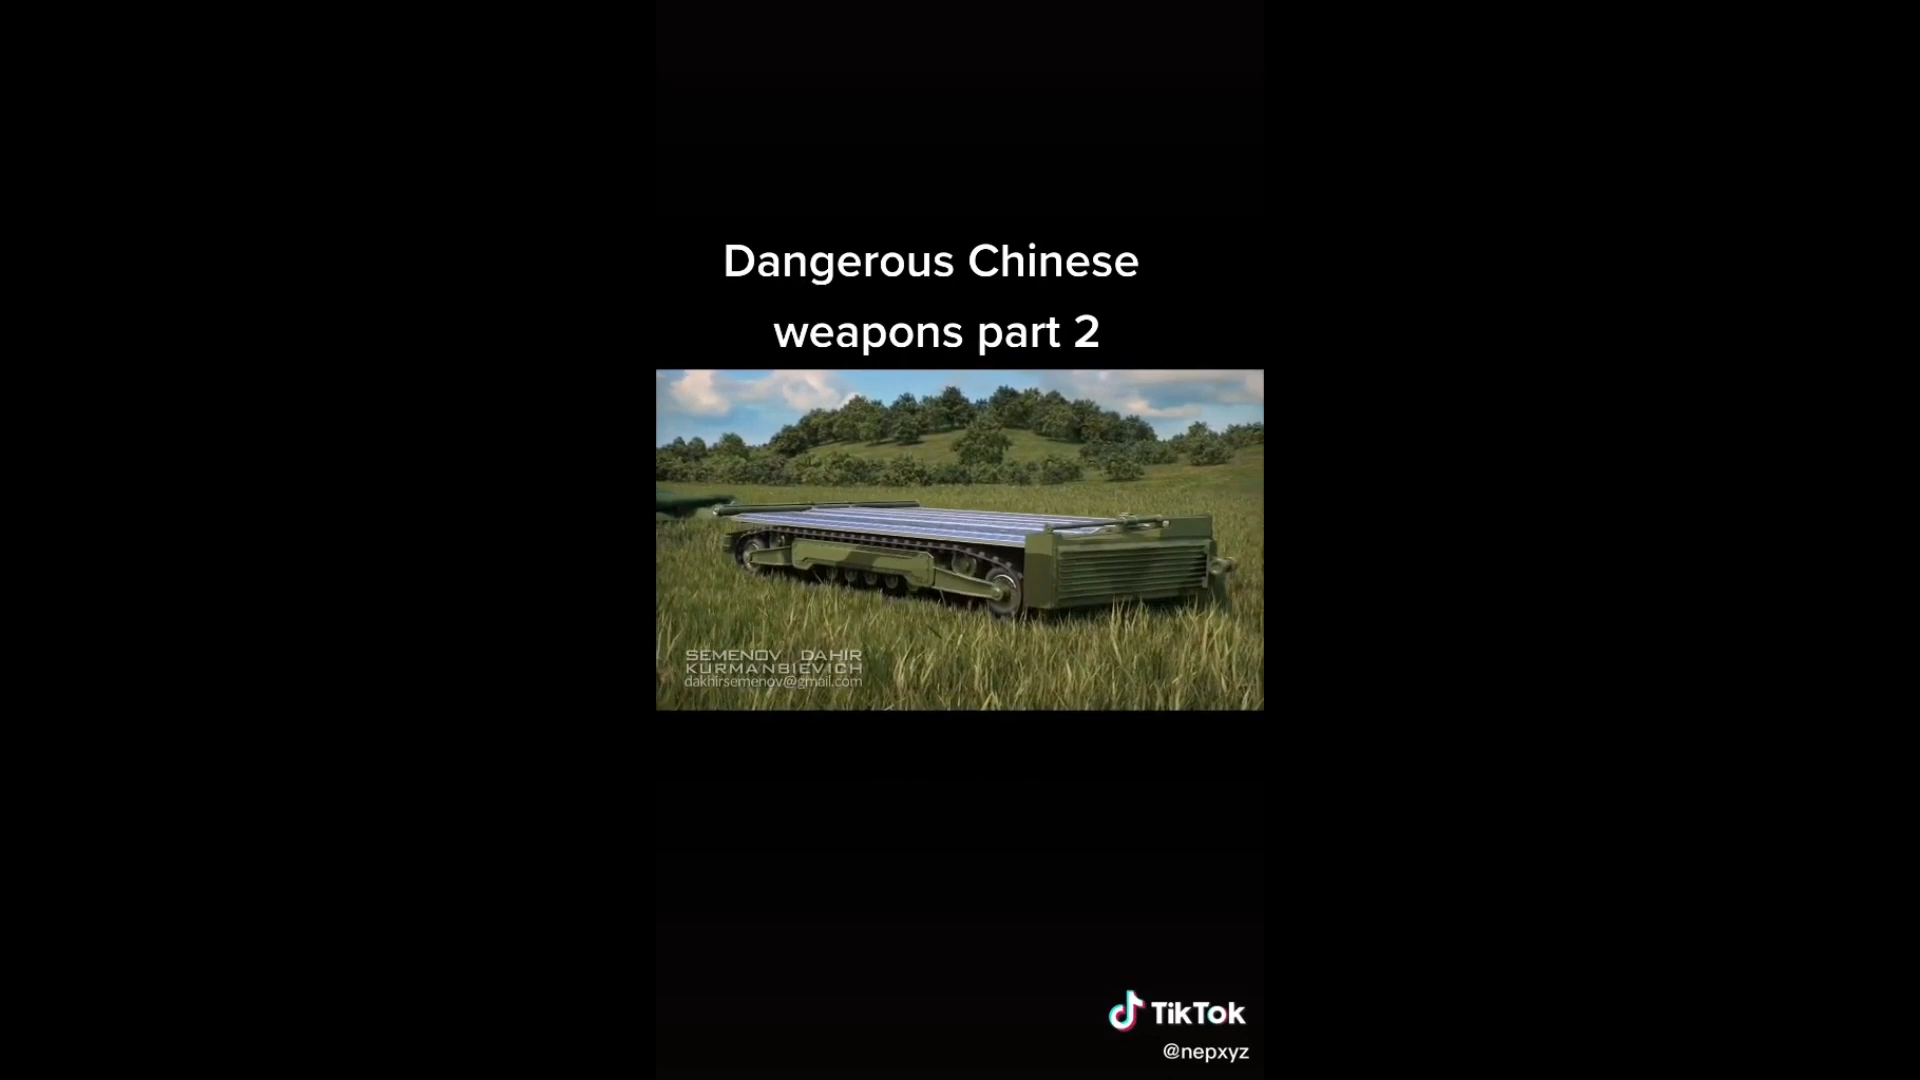 Dangerous Chinese
weapons part 2
SEMENOV DAHIR
KURMANBIEVICH
dakhirsemenov@gmail.com
TikTok
@nepxyz